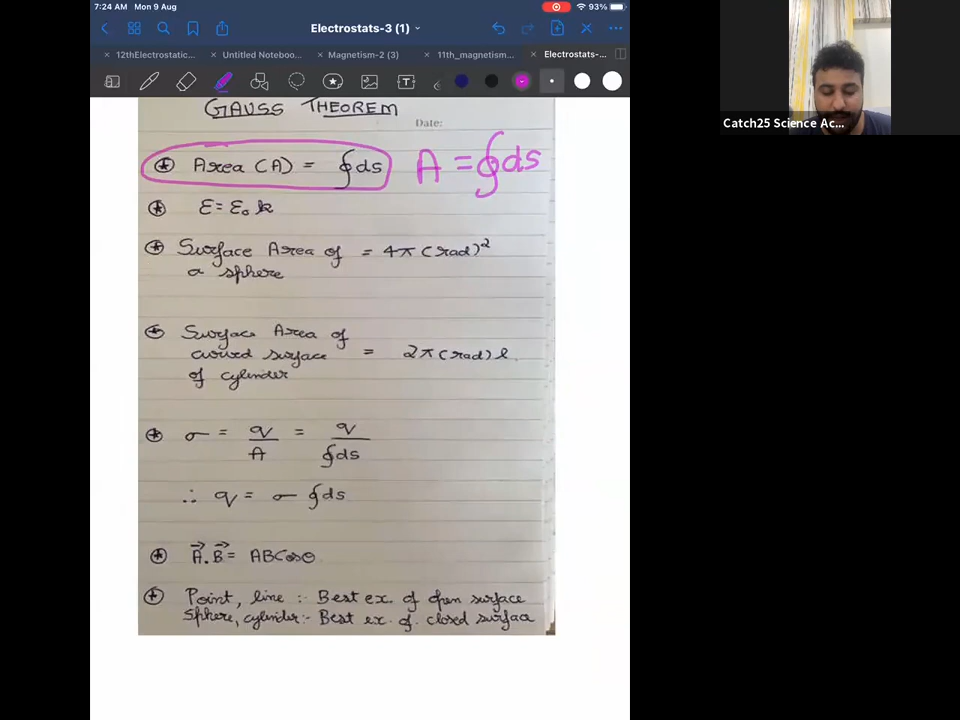 7:24 AM Mon 9 Aug
93%
Electrostats-3 (1)
12thElectrostatic...
Untitled Noteboo...
Magnetism-2 (3)
11th_magnetism...
Electrostats-...
GAUSS THEOREM
Date:
Area (A) = ∮ds
A = ∮ds
ε = ε₀ k
Surface Area of = 4π (rad)²
a sphere
Surface Area of
curved surface = 2π (rad) l
of cylinder
σ = q/A = q/∮ds
∴ q = σ ∮ds
A⃗.B⃗ = ABCosθ
Point, line :- Best ex. of open surface
Sphere, cylinder:- Best ex. of closed surface
Catch25 Science Ac...